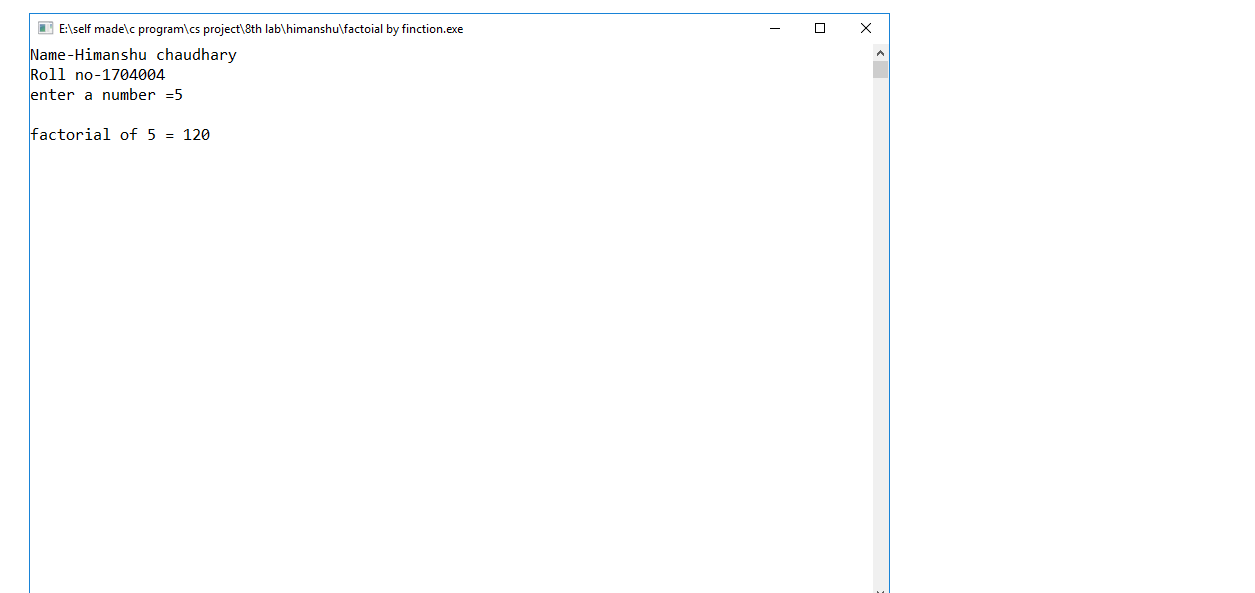 E:\self made\c program\cs project\8th lab\himanshu\factoial by finction.exe
Name-Himanshu chaudhary
Roll no-1704004
enter a number =5
factorial of 5 = 120